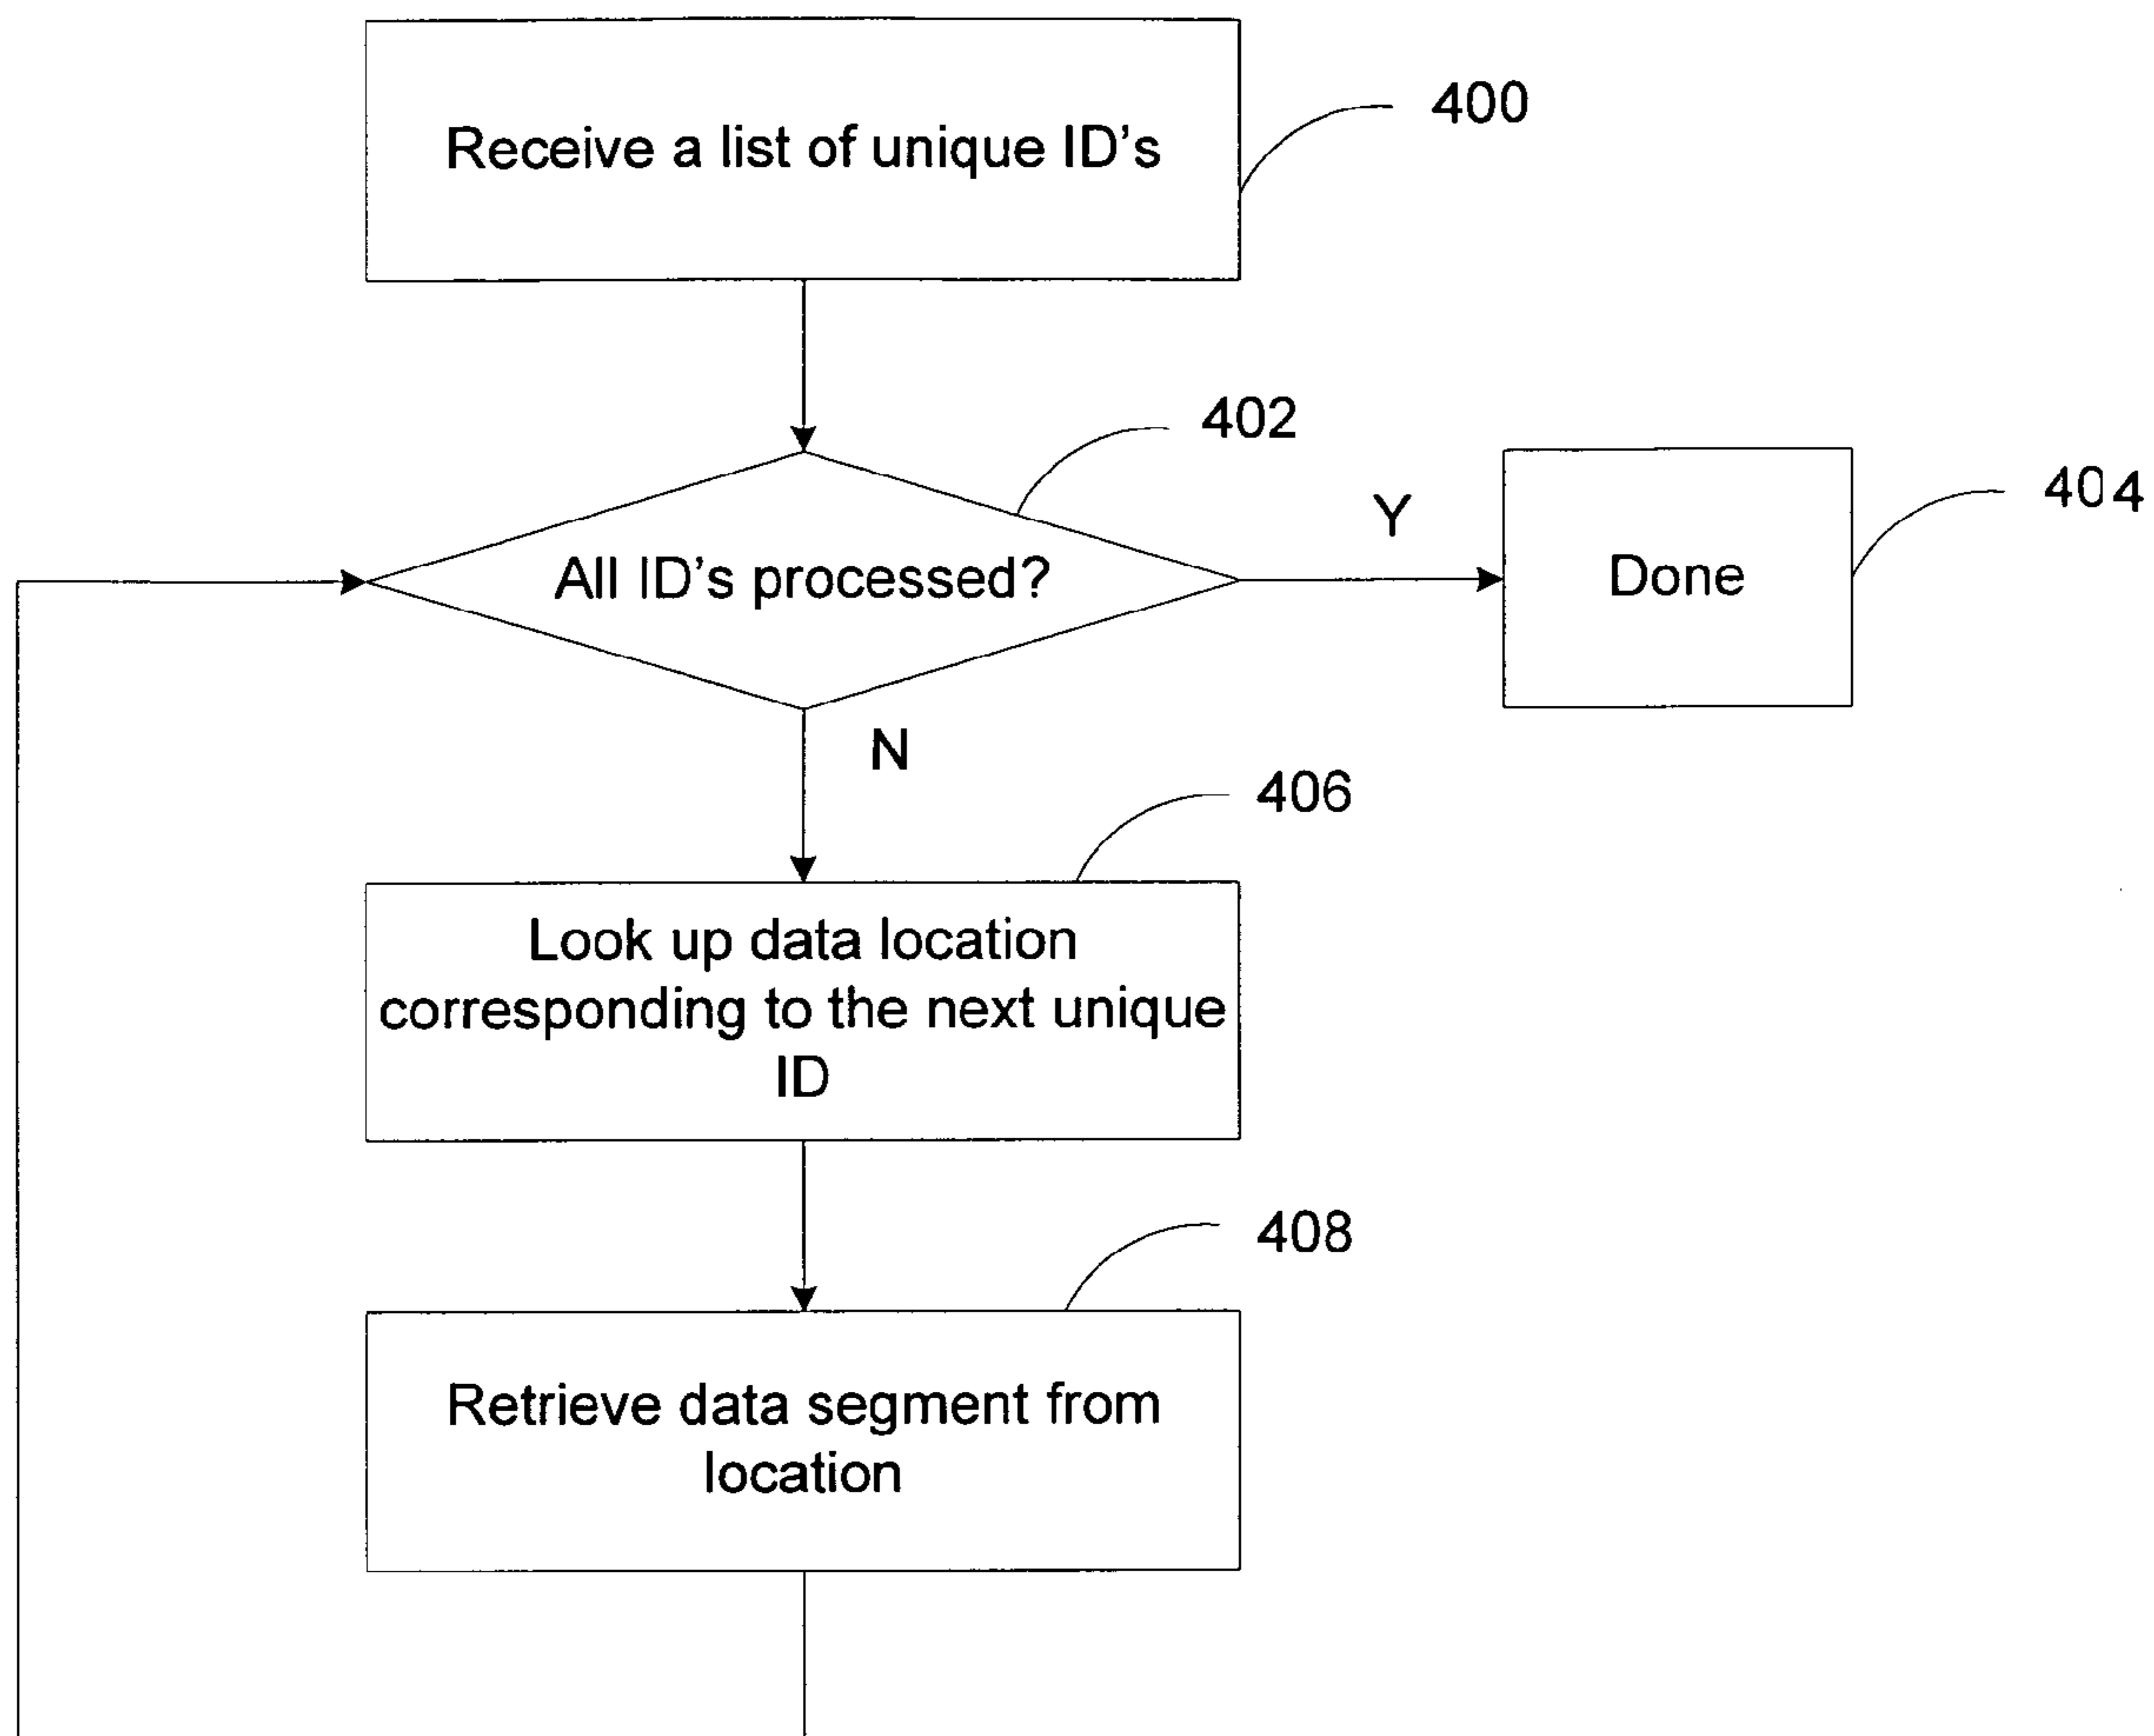 Receive a list of unique ID's
400
402
All ID's processed?
Y
Done
404
N
406
Look up data location
corresponding to the next unique
ID
408
Retrieve data segment from
location